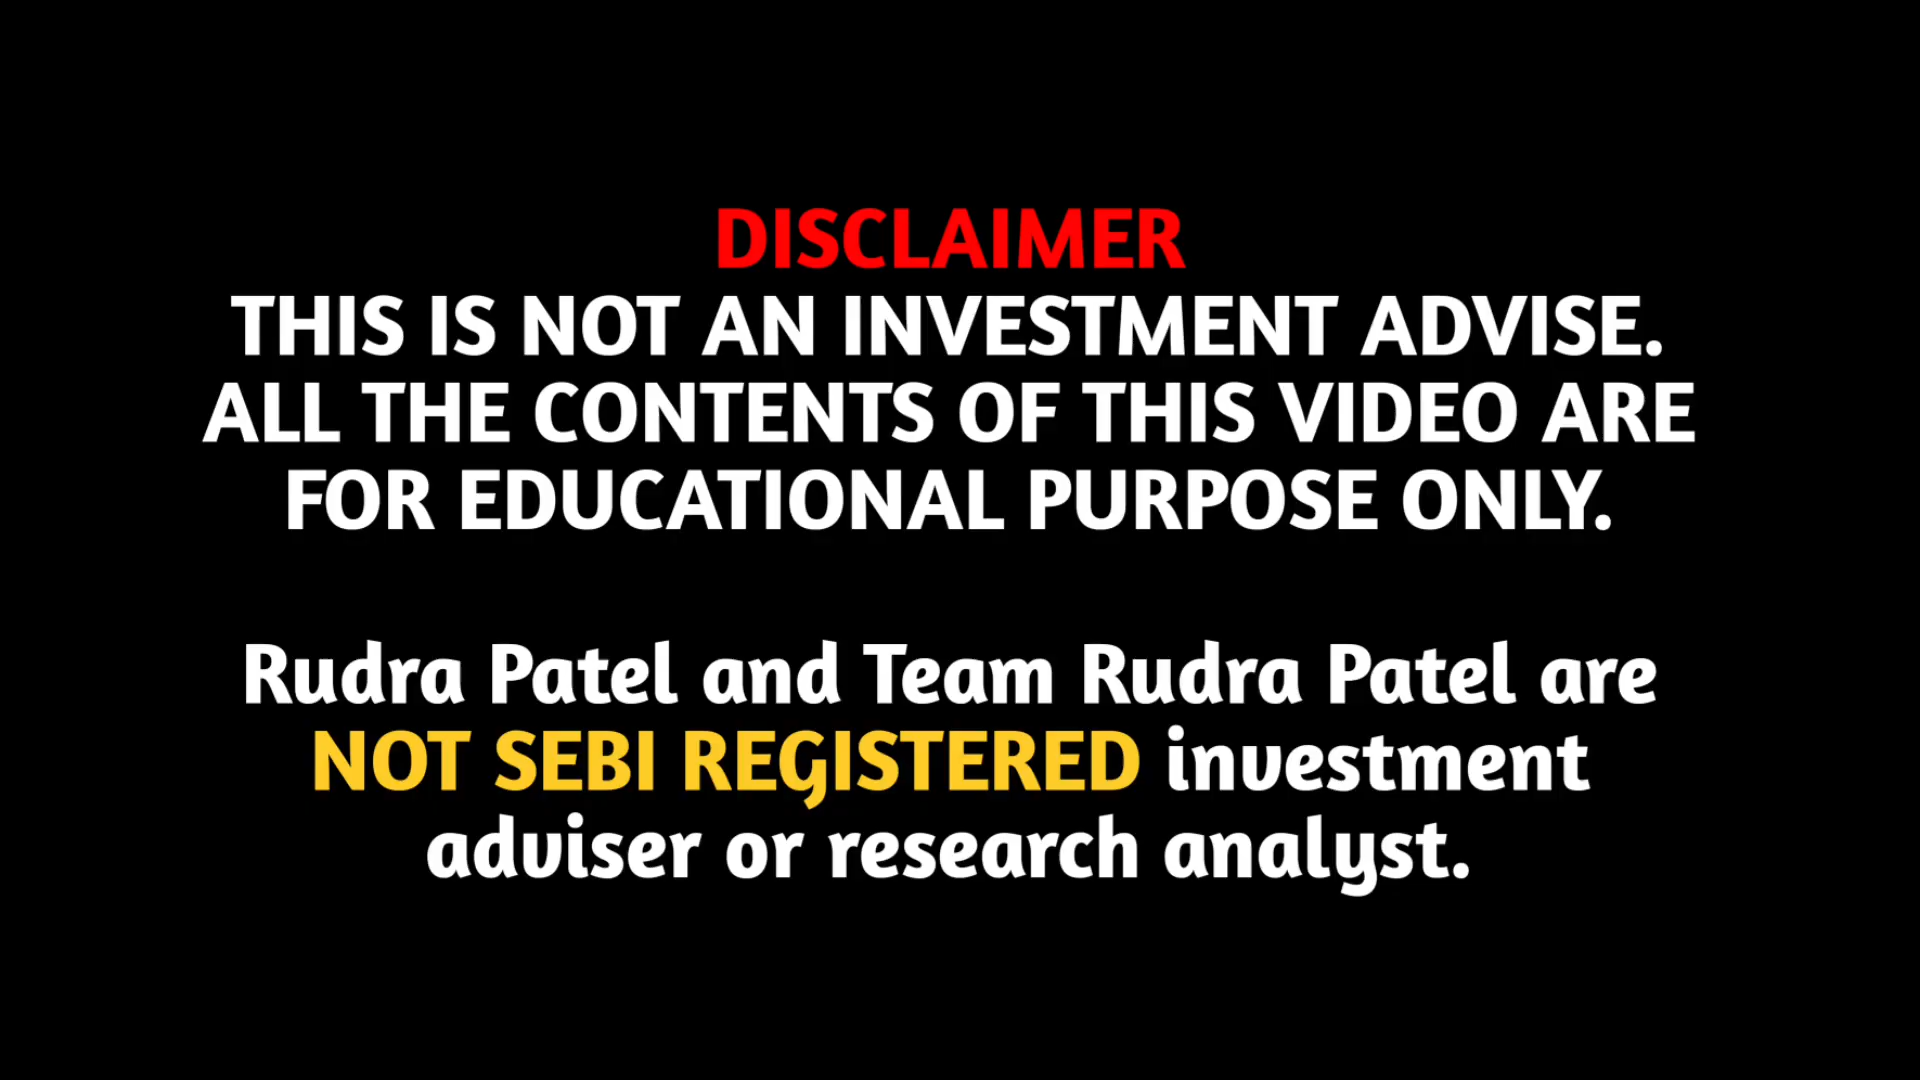 DISCLAIMER
THIS IS NOT AN INVESTMENT ADVISE.
ALL THE CONTENTS OF THIS VIDEO ARE
FOR EDUCATIONAL PURPOSE ONLY.
Rudra Patel and Team Rudra Patel are
NOT SEBI REGISTERED investment
adviser or research analyst.